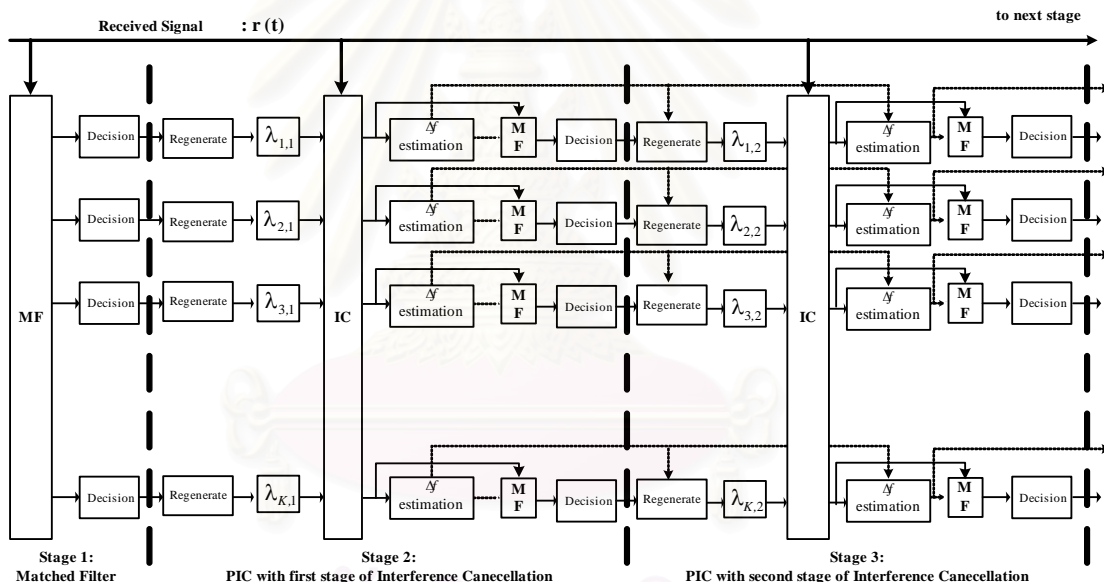 to next stage
Received Signal : r (t)
MF
Decision
Regenerate
λ1,1
IC
Δf
estimation
M
F
Decision
Regenerate
λ1,2
IC
Δf
estimation
M
F
Decision
Decision
Regenerate
λ2,1
Δf
estimation
M
F
Decision
Regenerate
λ2,2
Δf
estimation
M
F
Decision
Decision
Regenerate
λ3,1
Δf
estimation
M
F
Decision
Regenerate
λ3,2
Δf
estimation
M
F
Decision
Decision
Regenerate
λK,1
Δf
estimation
M
F
Decision
Regenerate
λK,2
Δf
estimation
M
F
Decision
Stage 1:
Matched Filter
Stage 2:
PIC with first stage of Interference Canecellation
Stage 3:
PIC with second stage of Interference Canecellation